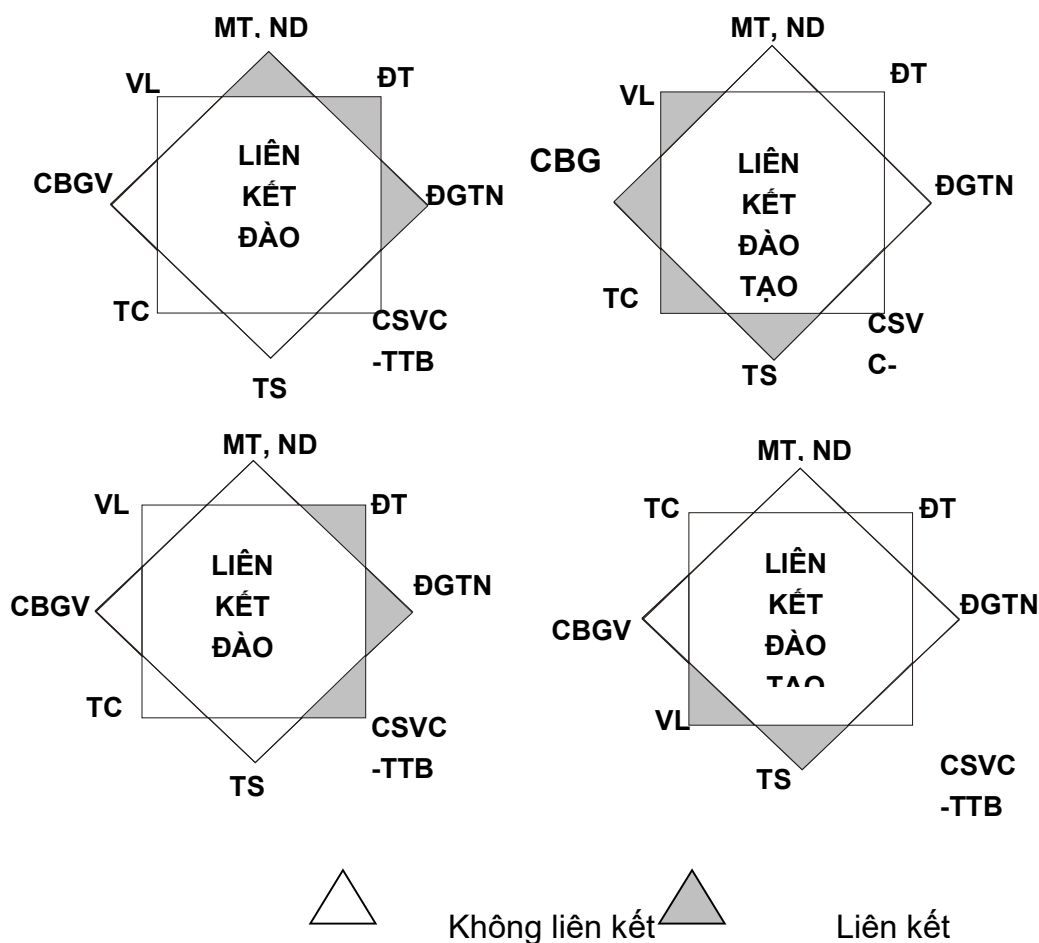 MT, ND
VL
ĐT
LIÊN
KẾT
ĐÀO
CBGV
ĐGTN
TC
CSVC
-TTB
TS
MT, ND
VL
ĐT
CBG
LIÊN
KẾT
ĐÀO
TẠO
ĐGTN
TC
CSV
C-
TS
MT, ND
VL
ĐT
LIÊN
KẾT
ĐÀO
CBGV
ĐGTN
TC
CSVC
-TTB
TS
MT, ND
TC
ĐT
LIÊN
KẾT
ĐÀO
TẠO
CBGV
ĐGTN
VL
TS
CSVC
-TTB
Không liên kết
Liên kết